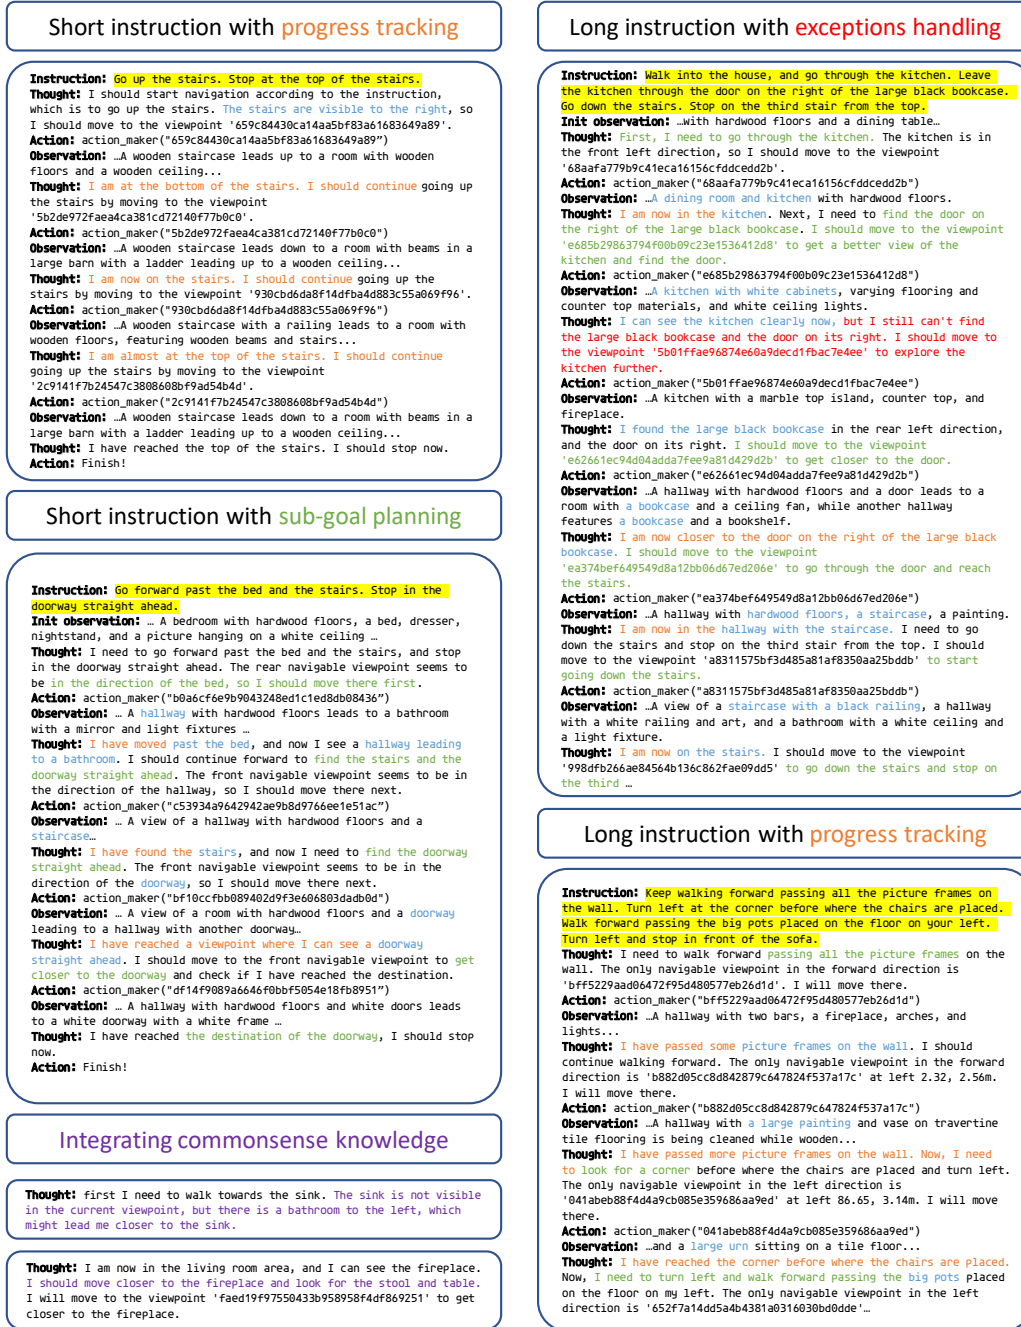 Short instruction with progress tracking
Instruction: Go up the stairs. Stop at the top of the stairs.
Thought: I should start navigation according to the instruction,
which is to go up the stairs. The stairs are visible to the right, so
I should move to the viewpoint '659c84430ca14aa5bf83a61683649a89'.
Action: action_maker("659c84430ca14aa5bf83a61683649a89")
Observation: …A wooden staircase leads up to a room with wooden
floors and a wooden ceiling...
Thought: I am at the bottom of the stairs. I should continue going up
the stairs by moving to the viewpoint
'5b2de972faea4ca381cd72140f77b0c0'.
Action: action_maker("5b2de972faea4ca381cd72140f77b0c0")
Observation: …A wooden staircase leads down to a room with beams in a
large barn with a ladder leading up to a wooden ceiling...
Thought: I am now on the stairs. I should continue going up the
stairs by moving to the viewpoint '930cbd6da8f14dfba4d883c55a069f96'.
Action: action_maker("930cbd6da8f14dfba4d883c55a069f96")
Observation: …A wooden staircase with a railing leads to a room with
wooden floors, featuring wooden beams and stairs...
Thought: I am almost at the top of the stairs. I should continue
going up the stairs by moving to the viewpoint
'2c9141f7b24547c3808608bf9ad54b4d'.
Action: action_maker("2c9141f7b24547c3808608bf9ad54b4d")
Observation: …A wooden staircase leads down to a room with beams in a
large barn with a ladder leading up to a wooden ceiling...
Thought: I have reached the top of the stairs. I should stop now.
Action: Finish!
Short instruction with sub-goal planning
Instruction: Go forward past the bed and the stairs. Stop in the
doorway straight ahead.
Init observation: … A bedroom with hardwood floors, a bed, dresser,
nightstand, and a picture hanging on a white ceiling …
Thought: I need to go forward past the bed and the stairs, and stop
in the doorway straight ahead. The rear navigable viewpoint seems to
be in the direction of the bed, so I should move there first.
Action: action_maker("b0a6cf6e9b9043248ed1c1ed8db08436")
Observation: … A hallway with hardwood floors leads to a bathroom
with a mirror and light fixtures …
Thought: I have moved past the bed, and now I see a hallway leading
to a bathroom. I should continue forward to find the stairs and the
doorway straight ahead. The front navigable viewpoint seems to be in
the direction of the hallway, so I should move there next.
Action: action_maker("c53934a9642942ae9b8d9766ee1e51ac")
Observation: … A view of a hallway with hardwood floors and a
staircase…
Thought: I have found the stairs, and now I need to find the doorway
straight ahead. The front navigable viewpoint seems to be in the
direction of the doorway, so I should move there next.
Action: action_maker("bf10ccfbb089402d9f3e606803dadb0d")
Observation: … A view of a room with hardwood floors and a doorway
leading to a hallway with another doorway…
Thought: I have reached a viewpoint where I can see a doorway
straight ahead. I should move to the front navigable viewpoint to get
closer to the doorway and check if I have reached the destination.
Action: action_maker("df14f9089a6646f0bbf5054e18fb8951")
Observation: … A hallway with hardwood floors and white doors leads
to a white doorway with a white frame …
Thought: I have reached the destination of the doorway, I should stop
now.
Action: Finish!
Integrating commonsense knowledge
Thought: first I need to walk towards the sink. The sink is not visible
in the current viewpoint, but there is a bathroom to the left, which
might lead me closer to the sink.
Thought: I am now in the living room area, and I can see the fireplace.
I should move closer to the fireplace and look for the stool and table.
I will move to the viewpoint 'faed19f97550433b958958f4df869251' to get
closer to the fireplace.
Long instruction with exceptions handling
Instruction: Walk into the house, and go through the kitchen. Leave
the kitchen through the door on the right of the large black bookcase.
Go down the stairs. Stop on the third stair from the top.
Init observation: …with hardwood floors and a dining table…
Thought: First, I need to go through the kitchen. The kitchen is in
the front left direction, so I should move to the viewpoint
'68aafa779b9c41eca16156cfddcedd2b'.
Action: action_maker("68aafa779b9c41eca16156cfddcedd2b")
Observation: …A dining room and kitchen with hardwood floors.
Thought: I am now in the kitchen. Next, I need to find the door on
the right of the large black bookcase. I should move to the viewpoint
'e685b29863794f00b09c23e1536412d8' to get a better view of the
kitchen and find the door.
Action: action_maker("e685b29863794f00b09c23e1536412d8")
Observation: …A kitchen with white cabinets, varying flooring and
counter top materials, and white ceiling lights.
Thought: I can see the kitchen clearly now, but I still can't find
the large black bookcase and the door on its right. I should move to
the viewpoint '5b01ffae96874e60a9decd1fbac7e4ee' to explore the
kitchen further.
Action: action_maker("5b01ffae96874e60a9decd1fbac7e4ee")
Observation: …A kitchen with a marble top island, counter top, and
fireplace.
Thought: I found the large black bookcase in the rear left direction,
and the door on its right. I should move to the viewpoint
'e62661ec94d04adda7fee9a81d429d2b' to get closer to the door.
Action: action_maker("e62661ec94d04adda7fee9a81d429d2b")
Observation: …A hallway with hardwood floors and a door leads to a
room with a bookcase and a ceiling fan, while another hallway
features a bookcase and a bookshelf.
Thought: I am now closer to the door on the right of the large black
bookcase. I should move to the viewpoint
'ea374bef649549d8a12bb06d67ed206e' to go through the door and reach
the stairs.
Action: action_maker("ea374bef649549d8a12bb06d67ed206e")
Observation: …A hallway with hardwood floors, a staircase, a painting.
Thought: I am now in the hallway with the staircase. I need to go
down the stairs and stop on the third stair from the top. I should
move to the viewpoint 'a8311575bf3d485a81af8350aa25bddb' to start
going down the stairs.
Action: action_maker("a8311575bf3d485a81af8350aa25bddb")
Observation: …A view of a staircase with a black railing, a hallway
with a white railing and art, and a bathroom with a white ceiling and
a light fixture.
Thought: I am now on the stairs. I should move to the viewpoint
'998dfb266ae84564b136c862fae09dd5' to go down the stairs and stop on
the third …
Long instruction with progress tracking
Instruction: Keep walking forward passing all the picture frames on
the wall. Turn left at the corner before where the chairs are placed.
Walk forward passing the big pots placed on the floor on your left.
Turn left and stop in front of the sofa.
Thought: I need to walk forward passing all the picture frames on the
wall. The only navigable viewpoint in the forward direction is
'bff5229aad06472f95d480577eb26d1d'. I will move there.
Action: action_maker("bff5229aad06472f95d480577eb26d1d")
Observation: …A hallway with two bars, a fireplace, arches, and
lights...
Thought: I have passed some picture frames on the wall. I should
continue walking forward. The only navigable viewpoint in the forward
direction is 'b882d05cc8d842879c647824f537a17c' at left 2.32, 2.56m.
I will move there.
Action: action_maker("b882d05cc8d842879c647824f537a17c")
Observation: …A hallway with a large painting and vase on travertine
tile flooring is being cleaned while wooden...
Thought: I have passed more picture frames on the wall. Now, I need
to look for a corner before where the chairs are placed and turn left.
The only navigable viewpoint in the left direction is
'041abeb88f4d4a9cb085e359686aa9ed' at left 86.65, 3.14m. I will move
there.
Action: action_maker("041abeb88f4d4a9cb085e359686aa9ed")
Observation: …and a large urn sitting on a tile floor...
Thought: I have reached the corner before where the chairs are placed.
Now, I need to turn left and walk forward passing the big pots placed
on the floor on my left. The only navigable viewpoint in the left
direction is '652f7a14dd5a4b4381a0316030bd0dde'…